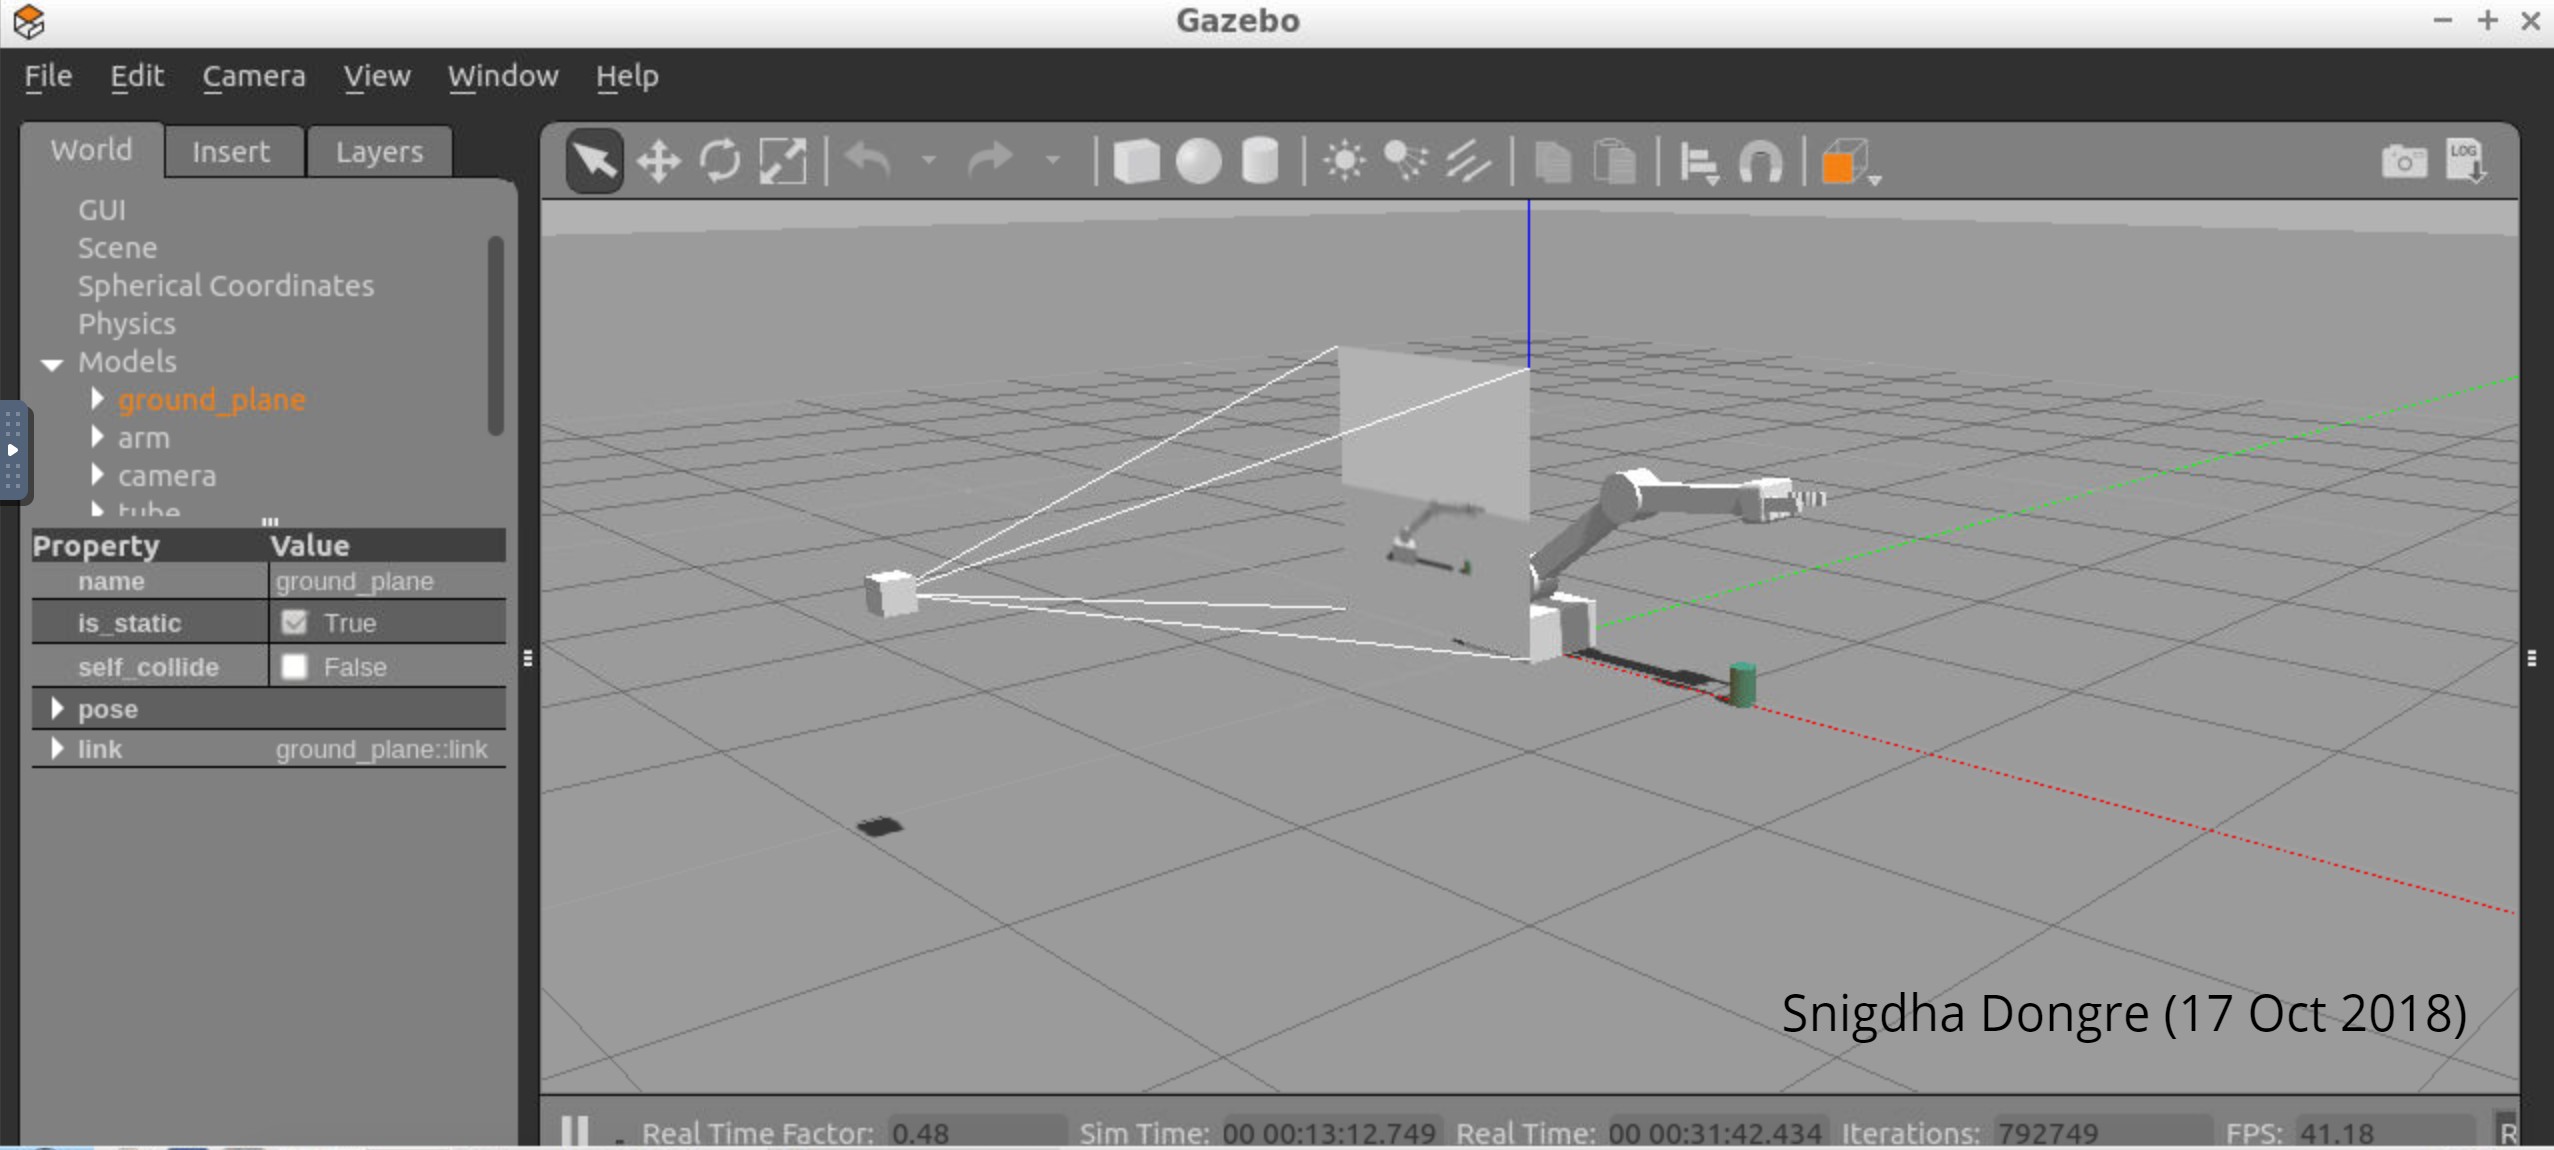 Gazebo
File Edit Camera View Window Help
World Insert Layers
LOG
GUI
Scene
Spherical Coordinates
Physics
Models
ground_plane
arm
camera
tube
Property Value
name ground_plane
is_static True
self_collide False
pose
link ground_plane::link
Snigdha Dongre (17 Oct 2018)
Real Time Factor: 0.48 Sim Time: 00 00:13:12.749 Real Time: 00 00:31:42.434 Iterations: 792749 FPS: 41.18 R